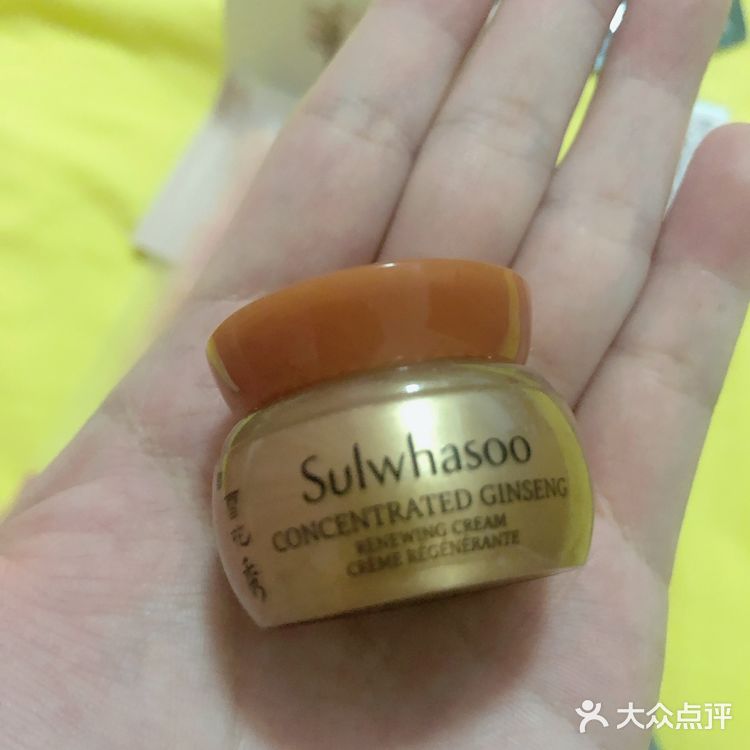 Sulwhasoo
CONCENTRATED GINSENG
RENEWING CREAM
CRÈME RÉGÉNÉRANTE
大众点评